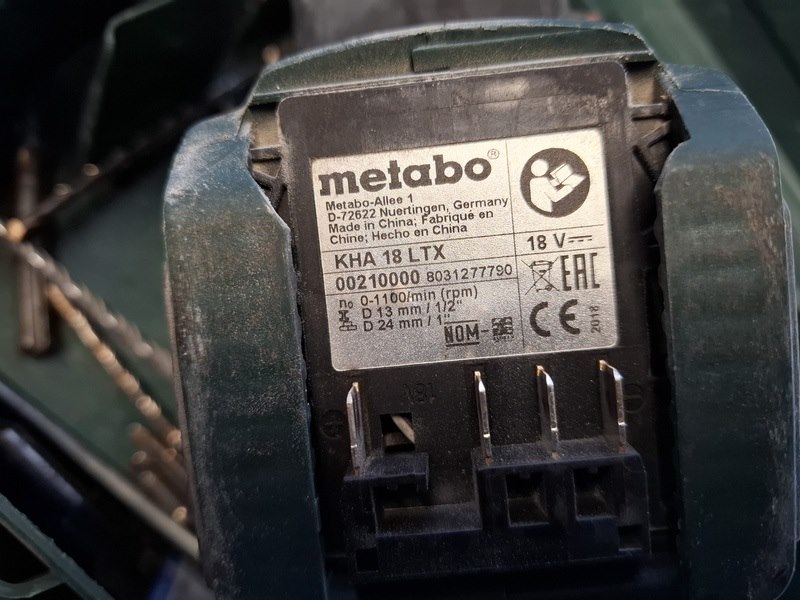 metabo®
Metabo-Allee 1
D-72622 Nuertingen, Germany
Made in China; Fabriqué en
Chine; Hecho en China
KHA 18 LTX
18 V
00210000 8031277790
EAC
n₀ 0-1100/min (rpm)
D 13 mm / 1/2"
D 24 mm / 1"
NOM-
CE
2018